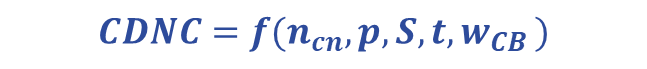 CDNC = f(n_cn, p, S, t, w_CB)